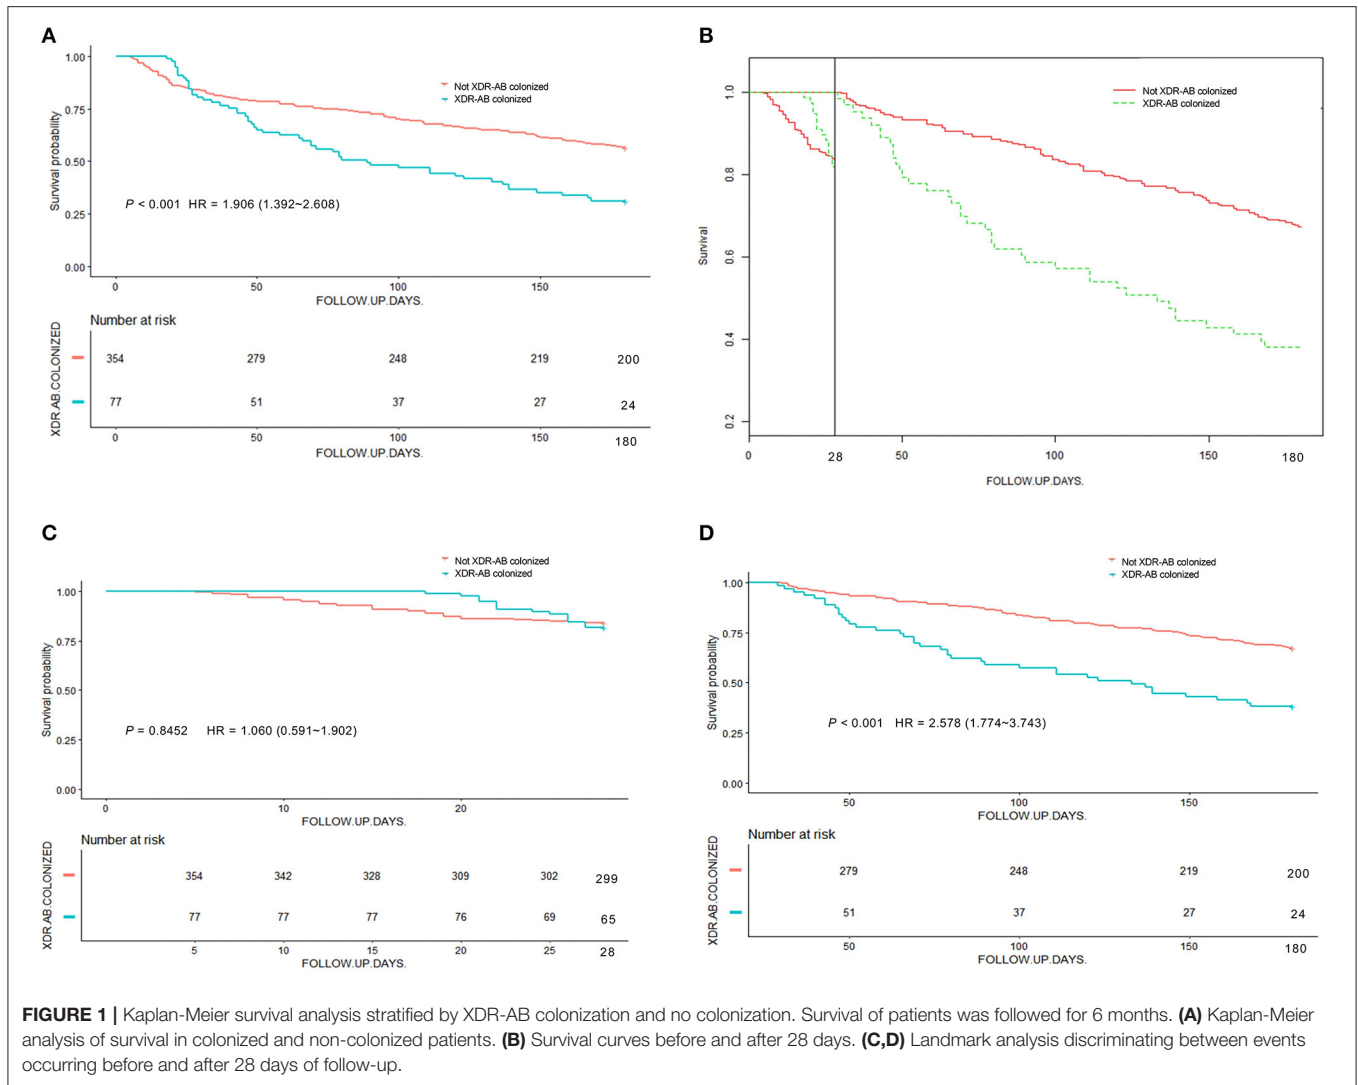 A
1.00
0.75
0.50
0.25
0.00
Survival probability
Not XDR-AB colonized
XDR-AB colonized
P < 0.001 HR = 1.906 (1.392~2.608)
0 50 100 150
FOLLOW.UP.DAYS.
Number at risk
XDR.AB.COLONIZED
354 279 248 219 200
77 51 37 27 24
0 50 100 150 180
FOLLOW.UP.DAYS.
B
1.0
0.8
0.6
0.4
0.2
Survival
Not XDR-AB colonized
XDR-AB colonized
0 28 50 100 150 180
FOLLOW.UP.DAYS.
C
Not XDR-AB colonized
XDR-AB colonized
1.00
0.75
0.50
0.25
0.00
Survival probability
P = 0.8452 HR = 1.060 (0.591~1.902)
0 10 20
FOLLOW.UP.DAYS.
Number at risk
XDR.AB.COLONIZED
354 342 328 309 302 299
77 77 77 76 69 65
5 10 15 20 25 28
FOLLOW.UP.DAYS.
D
Not XDR-AB colonized
XDR-AB colonized
1.00
0.75
0.50
0.25
0.00
Survival probability
P < 0.001 HR = 2.578 (1.774~3.743)
50 100 150
FOLLOW.UP.DAYS.
Number at risk
XDR.AB.COLONIZED
279 248 219 200
51 37 27 24
50 100 150 180
FOLLOW.UP.DAYS.
FIGURE 1 | Kaplan-Meier survival analysis stratified by XDR-AB colonization and no colonization. Survival of patients was followed for 6 months. (A) Kaplan-Meier
analysis of survival in colonized and non-colonized patients. (B) Survival curves before and after 28 days. (C,D) Landmark analysis discriminating between events
occurring before and after 28 days of follow-up.